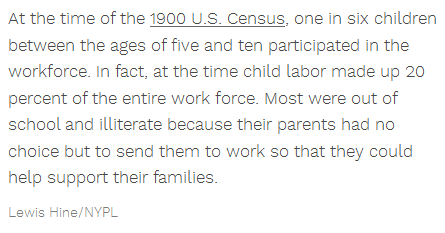 At the time of the 1900 U.S. Census, one in six children
between the ages of five and ten participated in the
workforce. In fact, at the time child labor made up 20
percent of the entire work force. Most were out of
school and illiterate because their parents had no
choice but to send them to work so that they could
help support their families.
Lewis Hine/NYPL